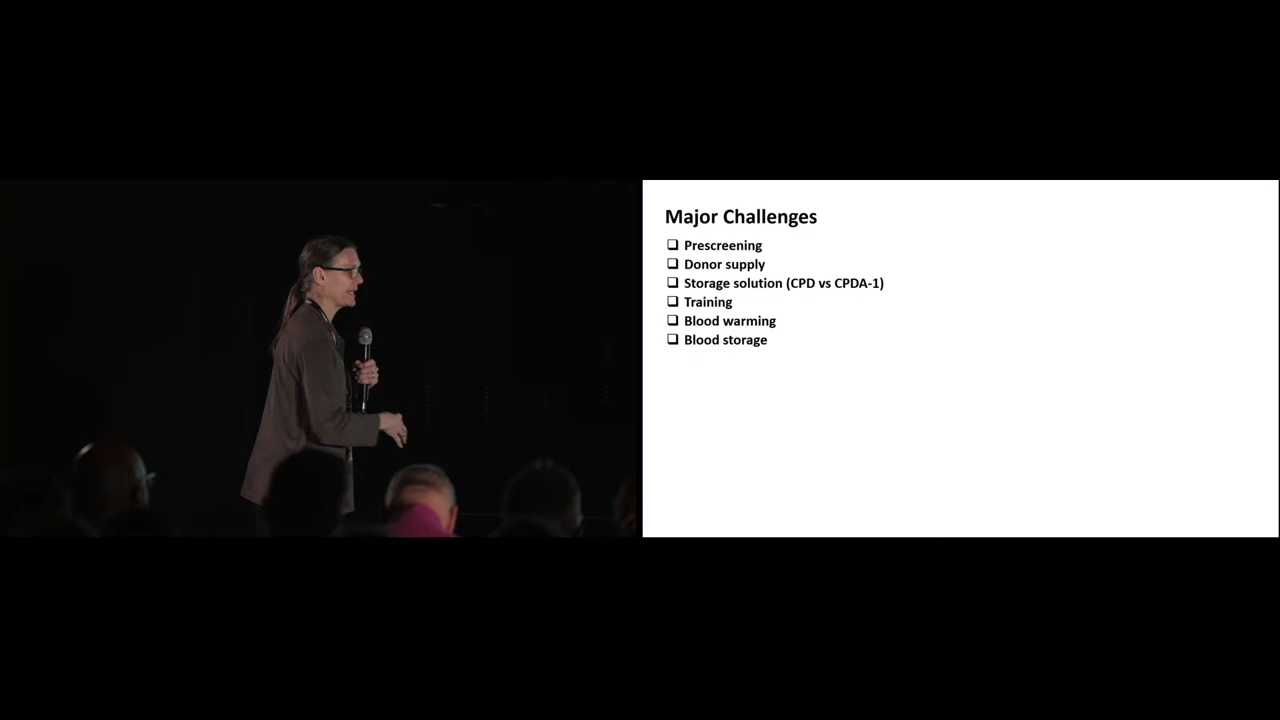 Major Challenges
❑ Prescreening
❑ Donor supply
❑ Storage solution (CPD vs CPDA-1)
❑ Training
❑ Blood warming
❑ Blood storage